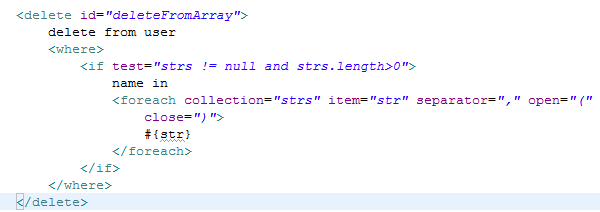 <delete id="deleteFromArray">
delete from user
<where>
<if test="strs != null and strs.length>0">
name in
<foreach collection="strs" item="str" separator="," open="("
close=")">
#{str}
</foreach>
</if>
</where>
</delete>